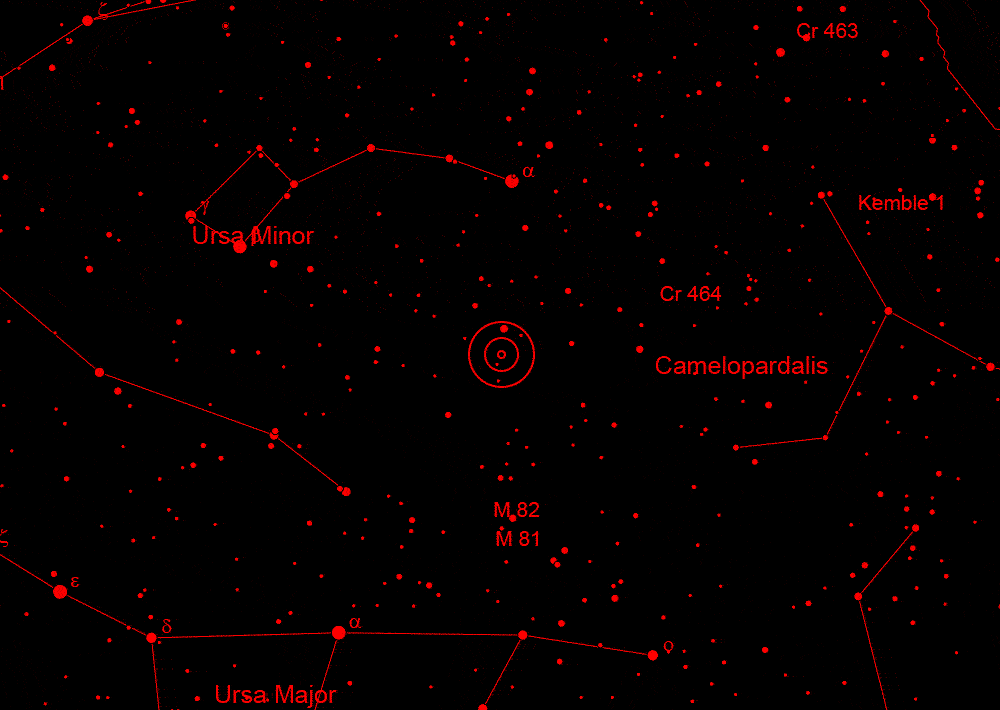 ζ
Cr 463
η
α
Kemble 1
γ
Ursa Minor
β
Cr 464
Camelopardalis
M 82
M 81
ζ
ε
δ
α
ο
Ursa Major